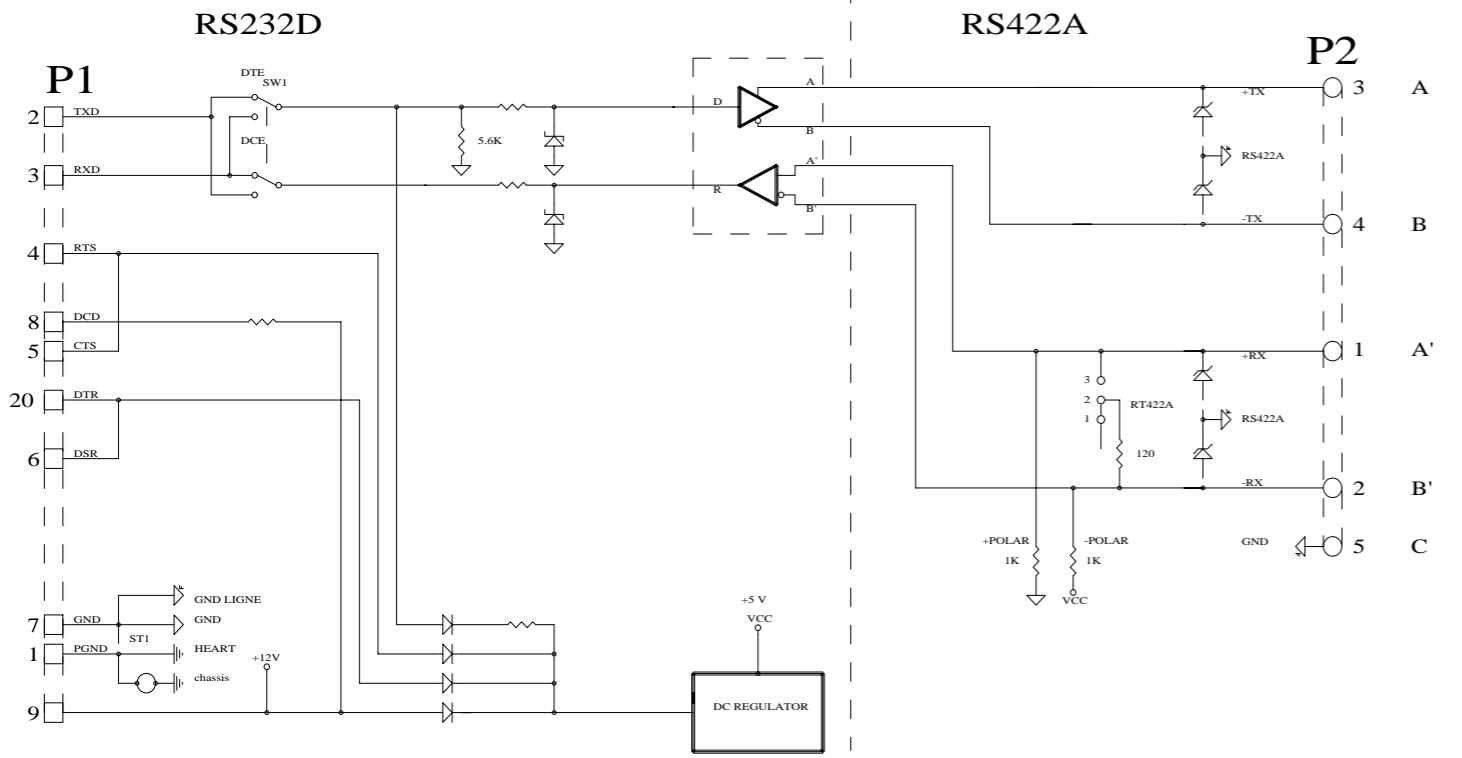 RS232D
RS422A
P1
P2
DTE
SW1
2 TXD
DCE
3 RXD
5.6K
D
A
B
A'
R
B'
+TX
3 A
RS422A
-TX
4 B
4 RTS
8 DCD
5 CTS
20 DTR
6 DSR
+RX
1 A'
3
2
1
RT422A
RS422A
120
-RX
2 B'
+POLAR
1K
-POLAR
1K
VCC
GND
5 C
GND LIGNE
7 GND
GND
ST1
1 PGND
HEART
chassis
+12V
9
+5 V
VCC
DC REGULATOR